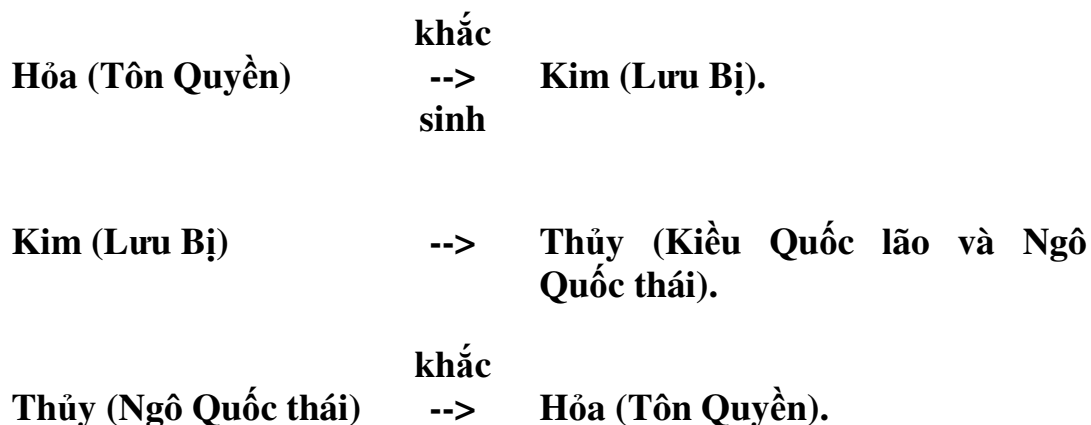 khắc
Hỏa (Tôn Quyền) --> Kim (Lưu Bị).
sinh
Kim (Lưu Bị) --> Thủy (Kiều Quốc lão và Ngô
Quốc thái).
khắc
Thủy (Ngô Quốc thái) --> Hỏa (Tôn Quyền).